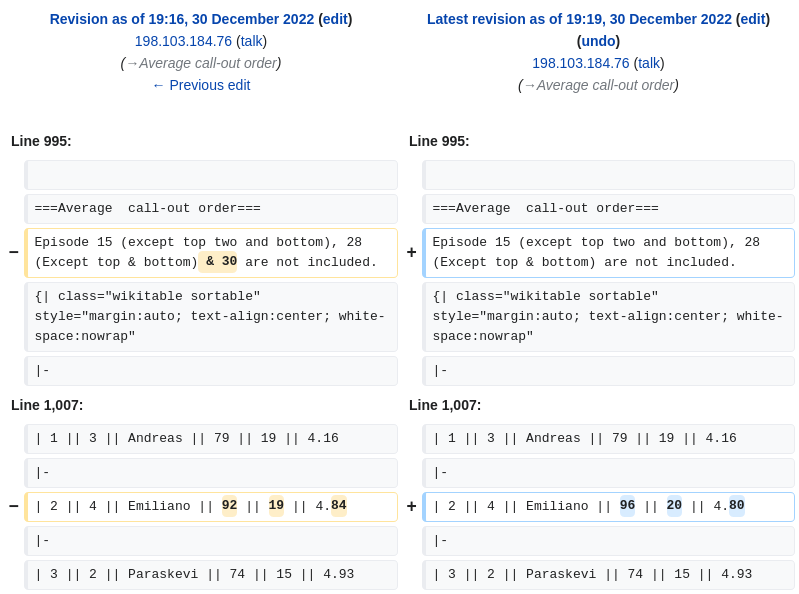 Revision as of 19:16, 30 December 2022 (edit)
198.103.184.76 (talk)
(→Average call-out order)
← Previous edit
Latest revision as of 19:19, 30 December 2022 (edit)
(undo)
198.103.184.76 (talk)
(→Average call-out order)
Line 995:
Line 995:
===Average  call-out order===
===Average  call-out order===
− Episode 15 (except top two and bottom), 28
(Except top & bottom) & 30 are not included.
+ Episode 15 (except top two and bottom), 28
(Except top & bottom) are not included.
{| class="wikitable sortable"
style="margin:auto; text-align:center; white-
space:nowrap"
{| class="wikitable sortable"
style="margin:auto; text-align:center; white-
space:nowrap"
|-
|-
Line 1,007:
Line 1,007:
| 1 || 3 || Andreas || 79 || 19 || 4.16
| 1 || 3 || Andreas || 79 || 19 || 4.16
|-
|-
− | 2 || 4 || Emiliano || 92 || 19 || 4.84
+ | 2 || 4 || Emiliano || 96 || 20 || 4.80
|-
|-
| 3 || 2 || Paraskevi || 74 || 15 || 4.93
| 3 || 2 || Paraskevi || 74 || 15 || 4.93